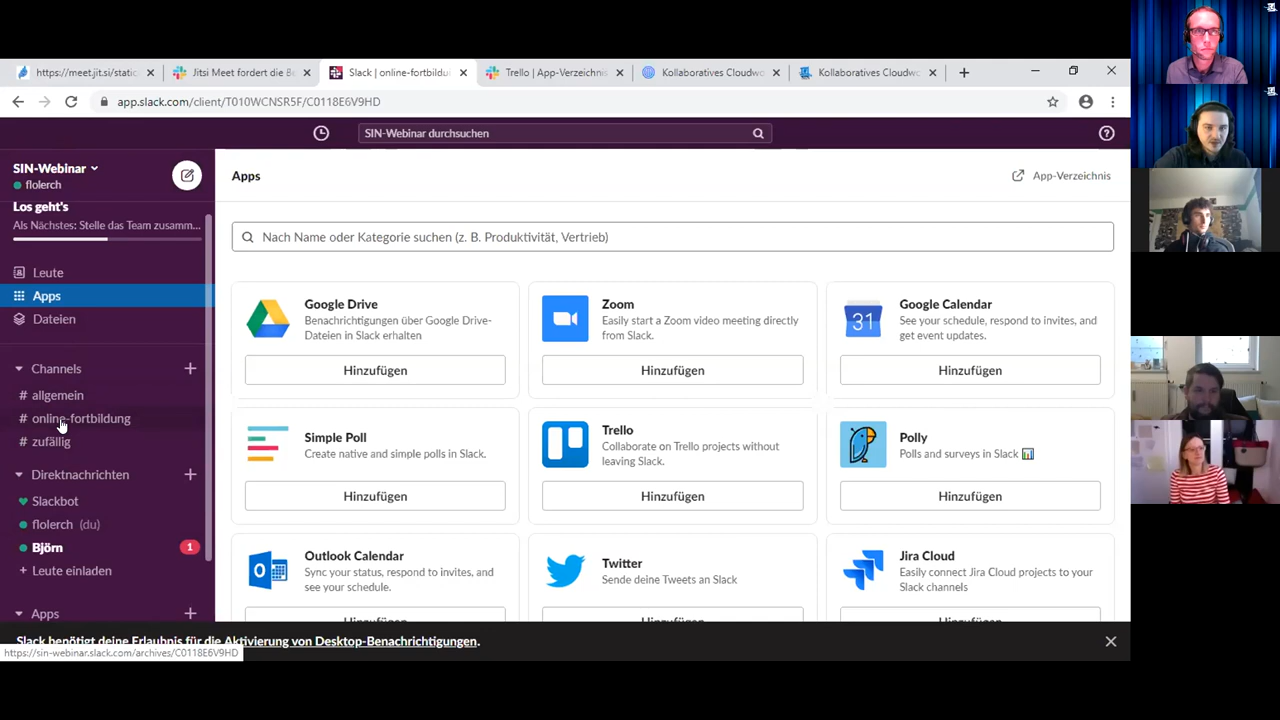 https://meet.jit.si/static
Jitsi Meet fordert die Be
Slack | online-fortbildu
Trello | App-Verzeichnis
Kollaboratives Cloudwo
Kollaboratives Cloudwo
app.slack.com/client/T010WCNSR5F/C0118E6V9HD
SIN-Webinar durchsuchen
SIN-Webinar
flolerch
Los geht's
Als Nächstes: Stelle das Team zusamm...
Leute
Apps
Dateien
Channels
# allgemein
# online-fortbildung
# zufällig
Direktnachrichten
Slackbot
flolerch (du)
Björn 1
+ Leute einladen
Apps
Apps
App-Verzeichnis
Nach Name oder Kategorie suchen (z. B. Produktivität, Vertrieb)
Google Drive
Benachrichtigungen über Google Drive-
Dateien in Slack erhalten
Hinzufügen
Zoom
Easily start a Zoom video meeting directly
from Slack.
Hinzufügen
31
Google Calendar
See your schedule, respond to invites, and
get event updates.
Hinzufügen
Simple Poll
Create native and simple polls in Slack.
Hinzufügen
Trello
Collaborate on Trello projects without
leaving Slack.
Hinzufügen
Polly
Polls and surveys in Slack
Hinzufügen
Outlook Calendar
Sync your status, respond to invites, and
see your schedule.
Twitter
Sende deine Tweets an Slack
Jira Cloud
Easily connect Jira Cloud projects to your
Slack channels
Slack benötigt deine Erlaubnis für die Aktivierung von Desktop-Benachrichtigungen.
https://sin-webinar.slack.com/archives/C0118E6V9HD